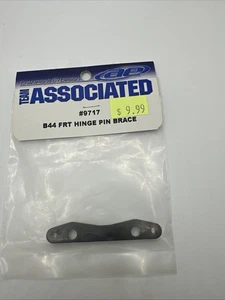 TEAM ASSOCIATED
#9717
$ 9.99
B44 FRT HINGE PIN BRACE